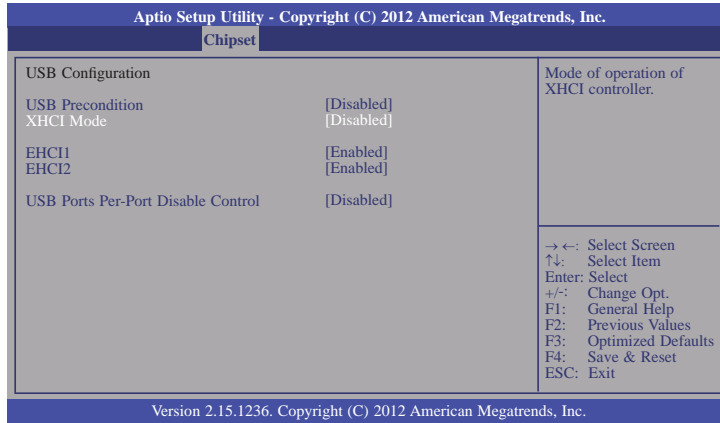 Aptio Setup Utility - Copyright (C) 2012 American Megatrends, Inc.
Chipset
USB Configuration
USB Precondition [Disabled]
XHCI Mode [Disabled]
EHCI1 [Enabled]
EHCI2 [Enabled]
USB Ports Per-Port Disable Control [Disabled]
Mode of operation of
XHCI controller.
→ ←: Select Screen
↑↓: Select Item
Enter: Select
+/-: Change Opt.
F1: General Help
F2: Previous Values
F3: Optimized Defaults
F4: Save & Reset
ESC: Exit
Version 2.15.1236. Copyright (C) 2012 American Megatrends, Inc.